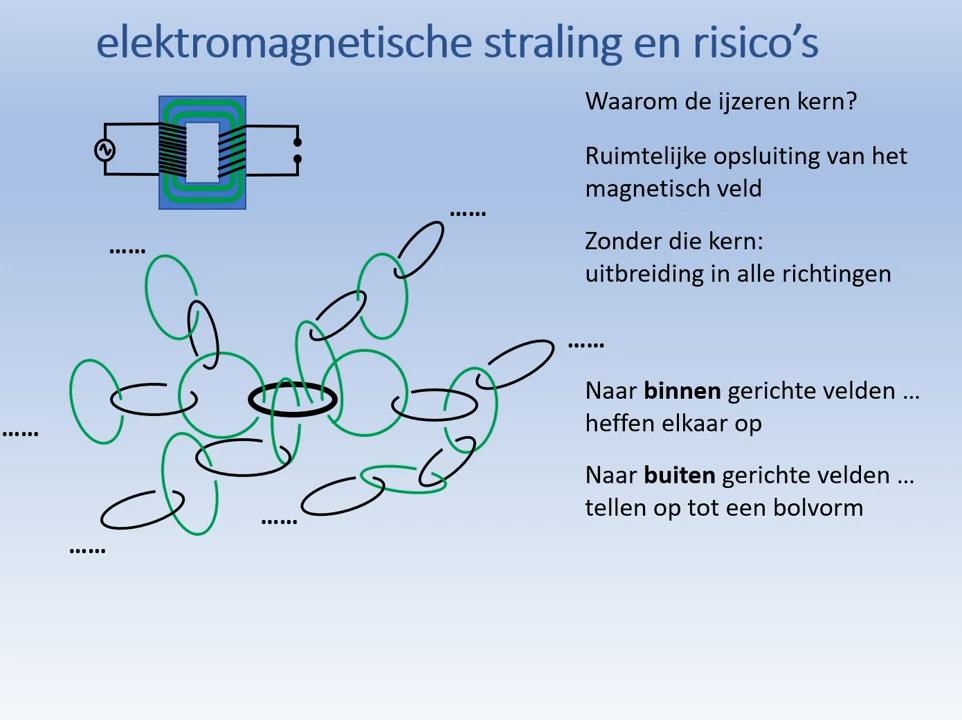 elektromagnetische straling en risico's
Waarom de ijzeren kern?
Ruimtelijke opsluiting van het
magnetisch veld
Zonder die kern:
uitbreiding in alle richtingen
Naar binnen gerichte velden …
heffen elkaar op
Naar buiten gerichte velden …
tellen op tot een bolvorm
……
……
……
……
……
……